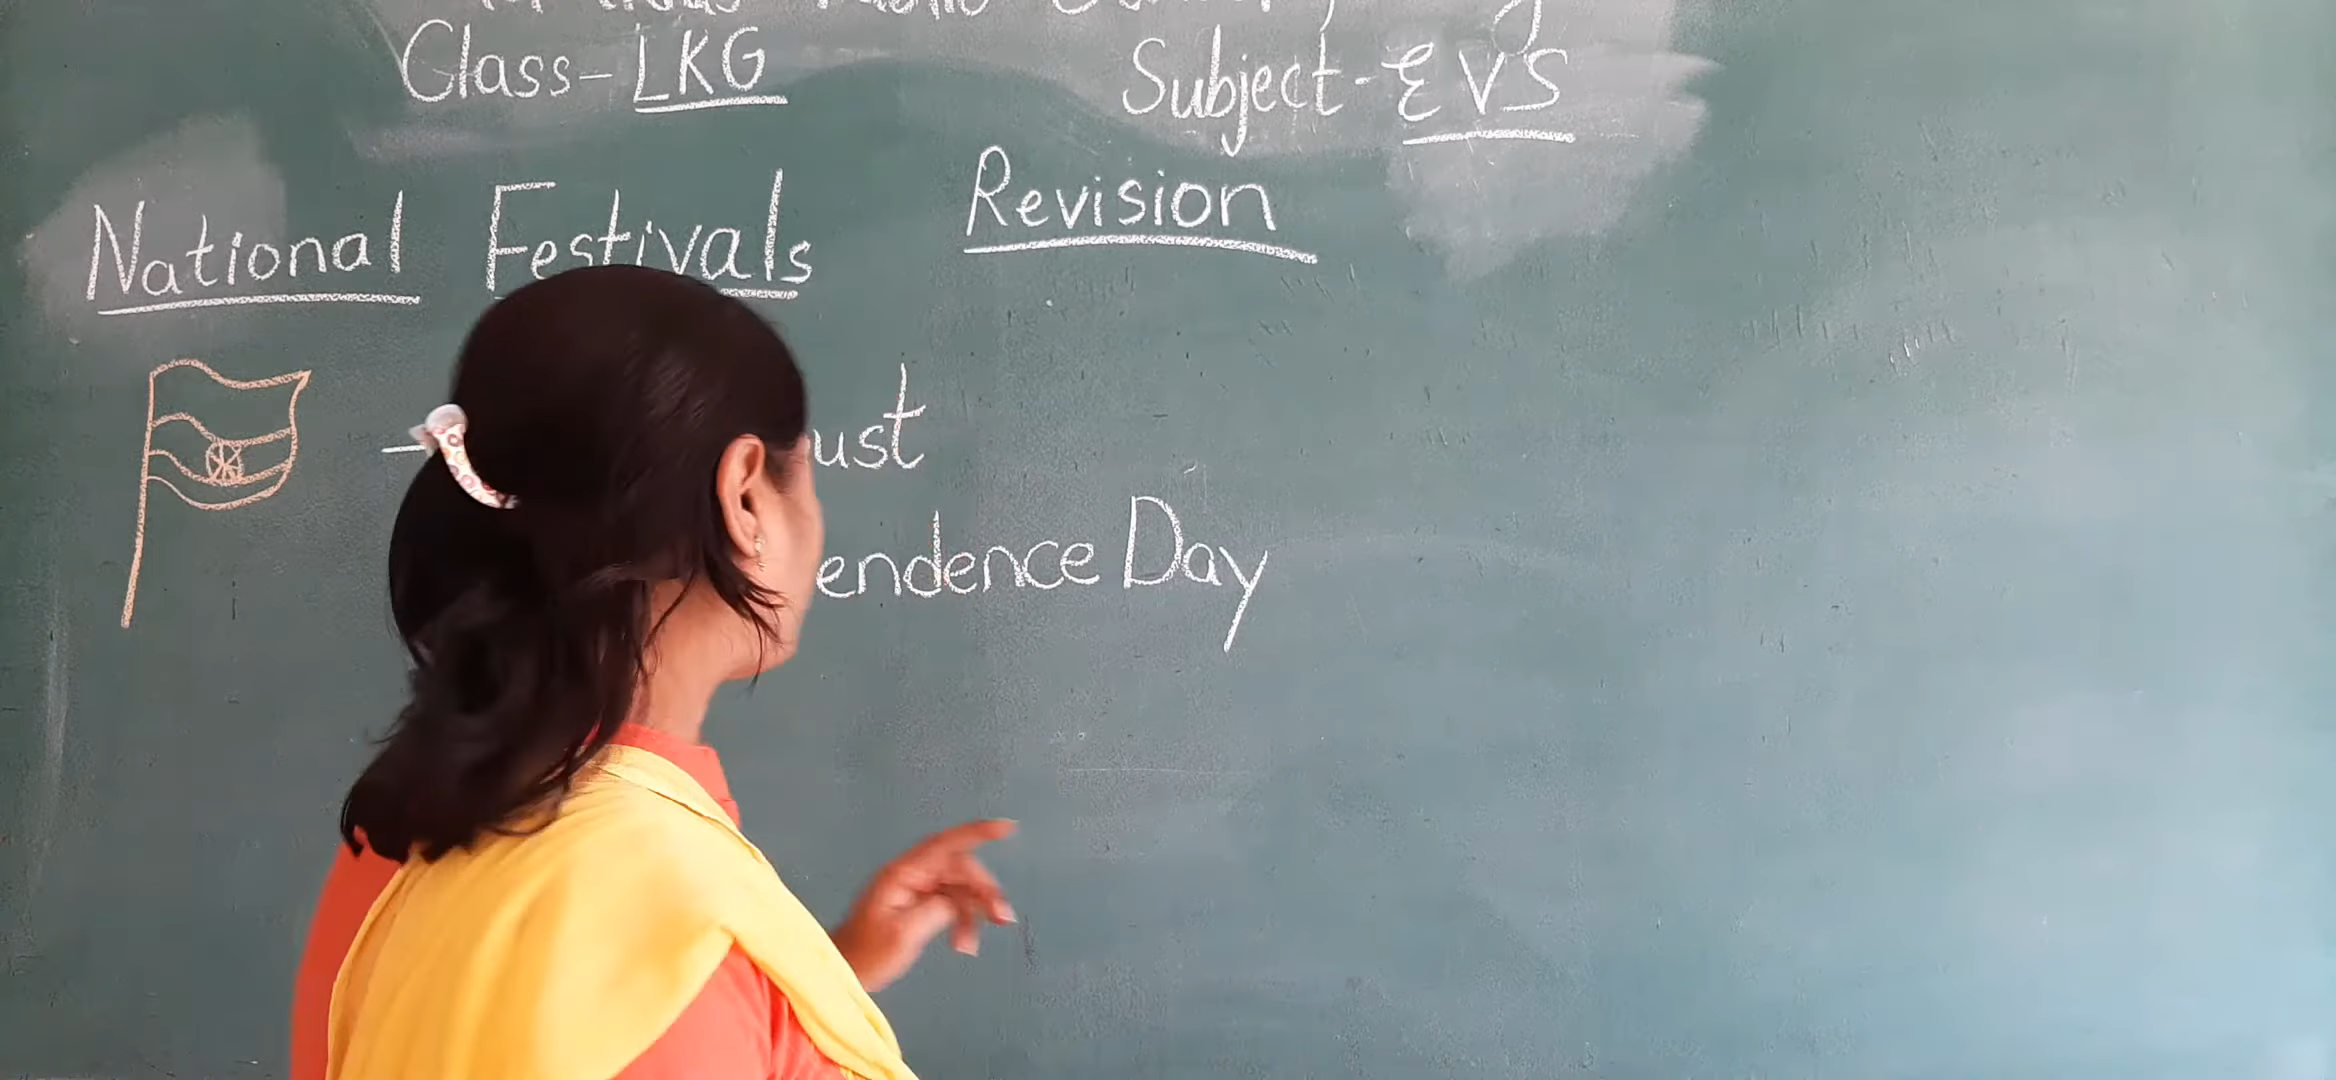 Class-LKG Subject-EVS
National Festivals Revision
ust
endence Day